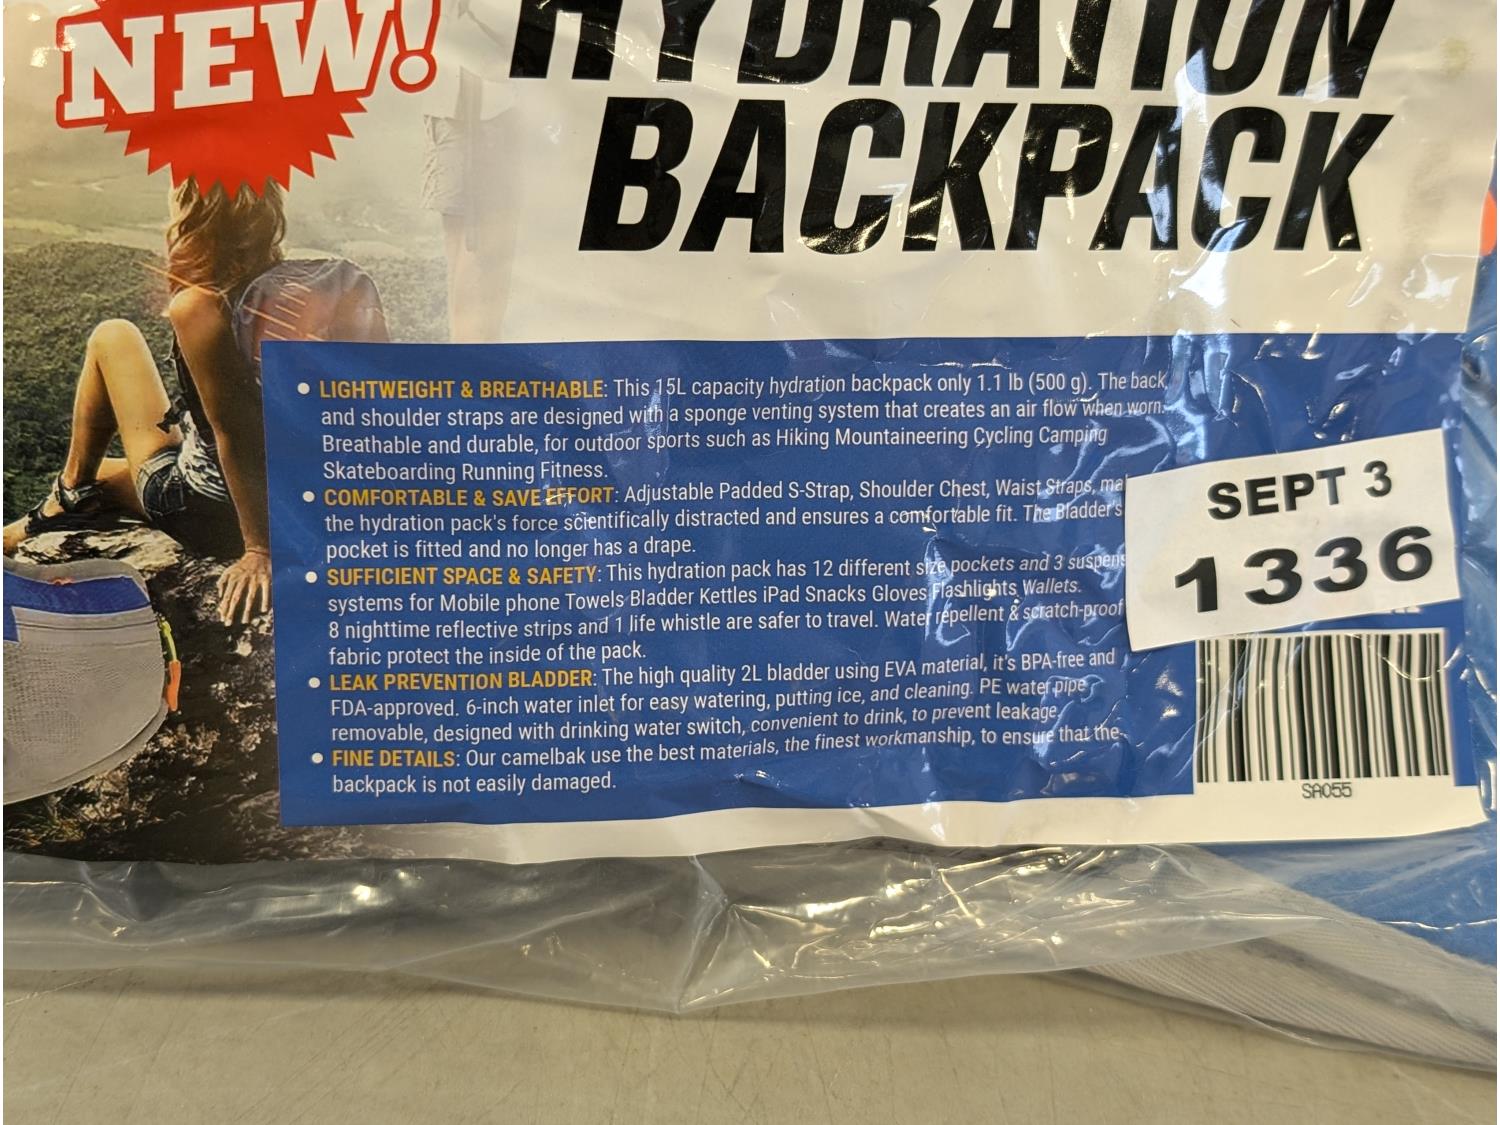 NEW!
HYDRATION
BACKPACK
• LIGHTWEIGHT & BREATHABLE: This 15L capacity hydration backpack only 1.1 lb (500 g). The back
and shoulder straps are designed with a sponge venting system that creates an air flow when worn.
Breathable and durable, for outdoor sports such as Hiking Mountaineering Cycling Camping
Skateboarding Running Fitness.
• COMFORTABLE & SAVE EFFORT: Adjustable Padded S-Strap, Shoulder Chest, Waist Straps,
the hydration pack's force scientifically distracted and ensures a comfortable fit. The Bladder's
pocket is fitted and no longer has a drape.
• SUFFICIENT SPACE & SAFETY: This hydration pack has 12 different size pockets and 3
systems for Mobile phone Towels Bladder Kettles iPad Snacks Gloves Flashlights Wallets.
8 nighttime reflective strips and 1 life whistle are safer to travel. Water repellent & scratch-proof
fabric protect the inside of the pack.
• LEAK PREVENTION BLADDER: The high quality 2L bladder using EVA material, it's BPA-free and
FDA-approved. 6-inch water inlet for easy watering, putting ice, and cleaning. PE water pipe
removable, designed with drinking water switch, convenient to drink, to prevent leakage.
• FINE DETAILS: Our camelbak use the best materials, the finest workmanship, to ensure that the
backpack is not easily damaged.
SEPT 3
1336
SA055